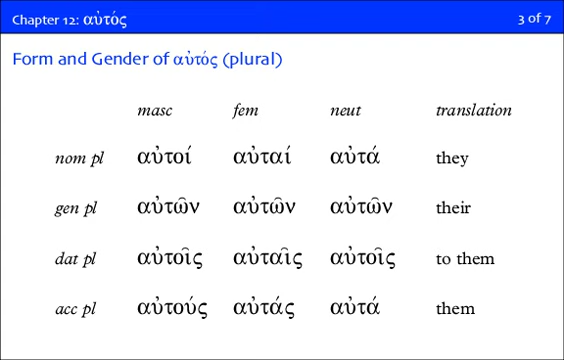 Chapter 12: αὐτός 3 of 7
Form and Gender of αὐτός (plural)
masc fem neut translation
nom pl αὐτοί αὐταί αὐτά they
gen pl αὐτῶν αὐτῶν αὐτῶν their
dat pl αὐτοῖς αὐταῖς αὐτοῖς to them
acc pl αὐτούς αὐτάς αὐτά them